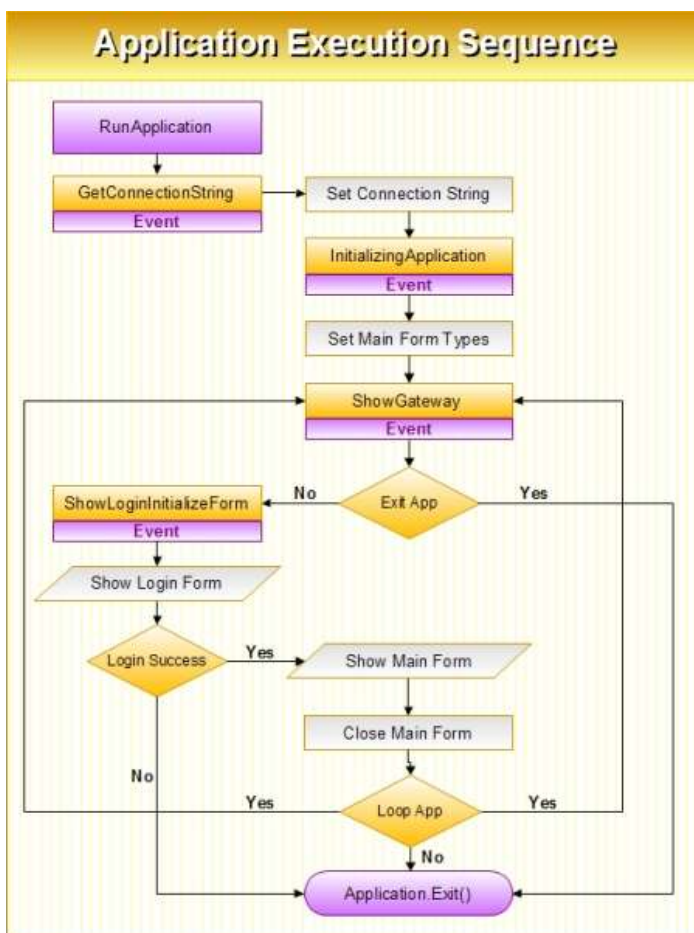 Application Execution Sequence
RunApplication
GetConnectionString
Event
Set Connection String
InitializingApplication
Event
Set Main Form Types
ShowGateway
Event
Exit App
No
Yes
ShowLoginInitializeForm
Event
Show Login Form
Login Success
Yes
No
Show Main Form
Close Main Form
Loop App
Yes
Yes
No
Application.Exit()